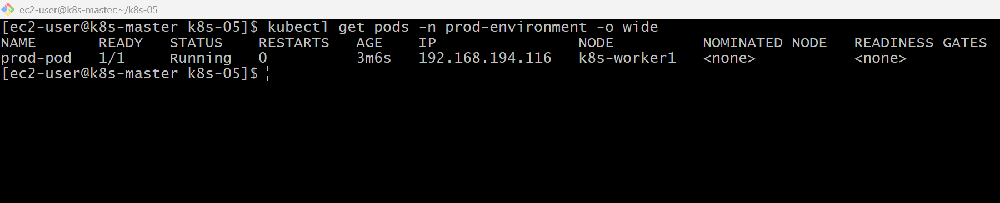 ec2-user@k8s-master:~/k8s-05
[ec2-user@k8s-master k8s-05]$ kubectl get pods -n prod-environment -o wide
NAME READY STATUS RESTARTS AGE IP NODE NOMINATED NODE READINESS GATES
prod-pod 1/1 Running 0 3m6s 192.168.194.116 k8s-worker1 <none> <none>
[ec2-user@k8s-master k8s-05]$